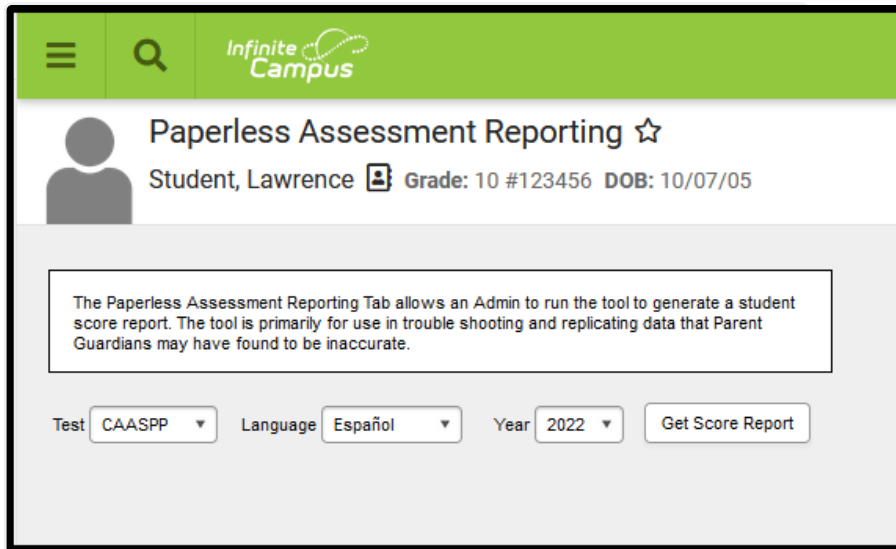 Infinite
Campus
Paperless Assessment Reporting
Student, Lawrence Grade: 10 #123456 DOB: 10/07/05
The Paperless Assessment Reporting Tab allows an Admin to run the tool to generate a student
score report. The tool is primarily for use in trouble shooting and replicating data that Parent
Guardians may have found to be inaccurate.
Test CAASPP Language Español Year 2022 Get Score Report